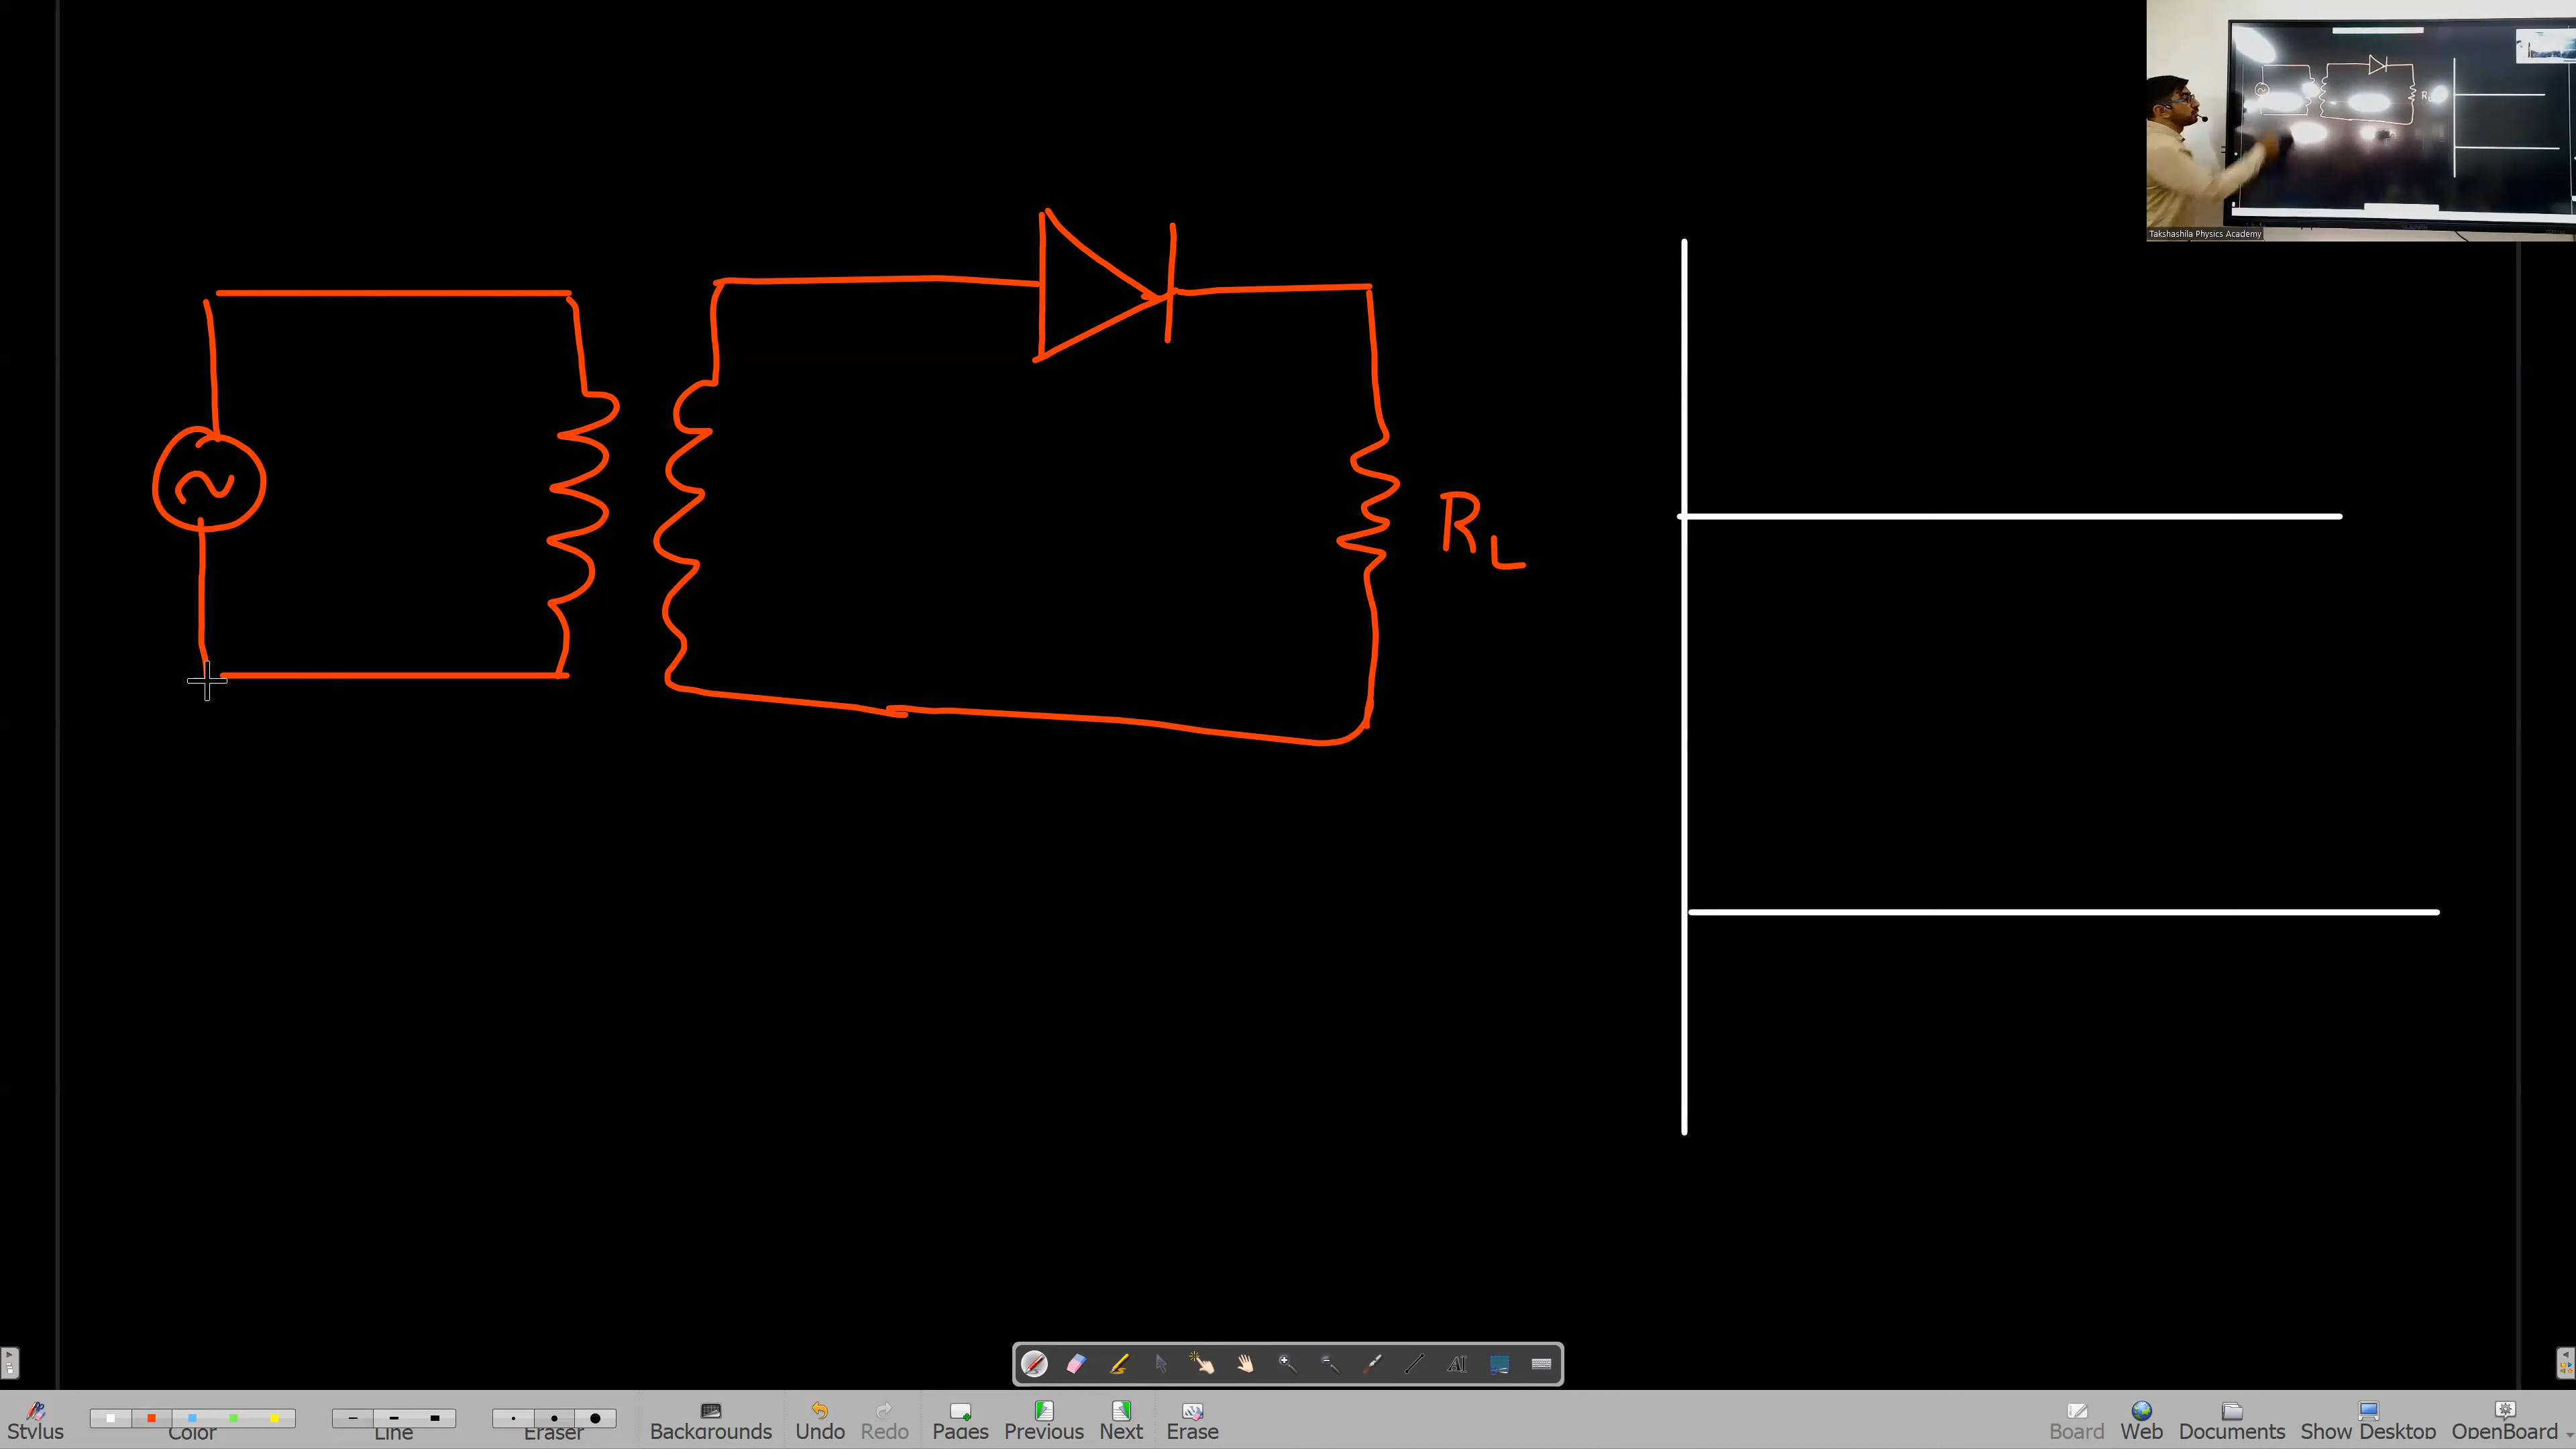 Takshashila Physics Academy
R_L
Stylus
Color
Line
Eraser
Backgrounds
Undo
Redo
Pages
Previous
Next
Erase
Board
Web
Documents
Show Desktop
OpenBoard